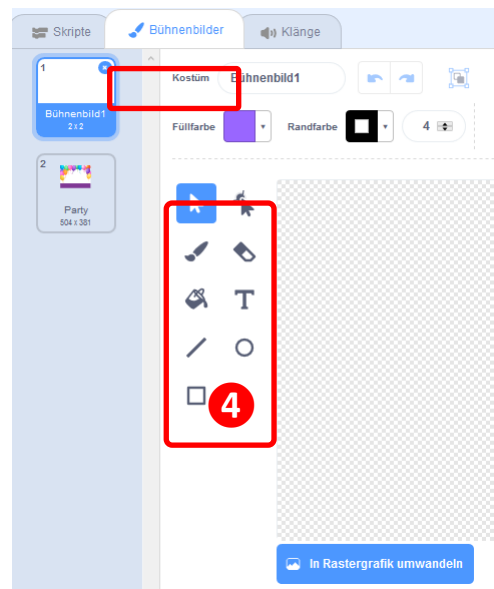 Skripte Bühnenbilder Klänge
1
Bühnenbild1
2 x 2
2
Party
504 x 381
Kostüm Bühnenbild1
Füllfarbe Randfarbe 4
T
4
In Rastergrafik umwandeln